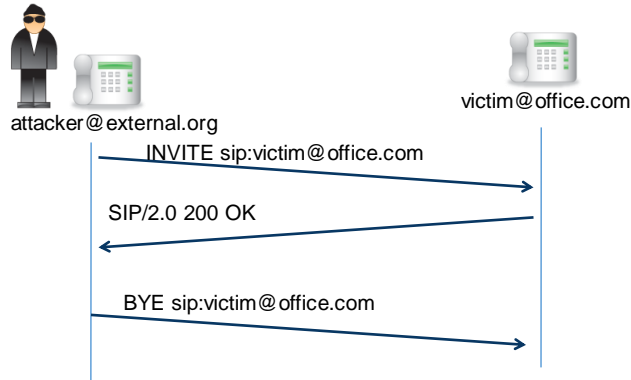 victim@office.com
attacker@external.org
INVITE sip:victim@office.com
SIP/2.0 200 OK
BYE sip:victim@office.com